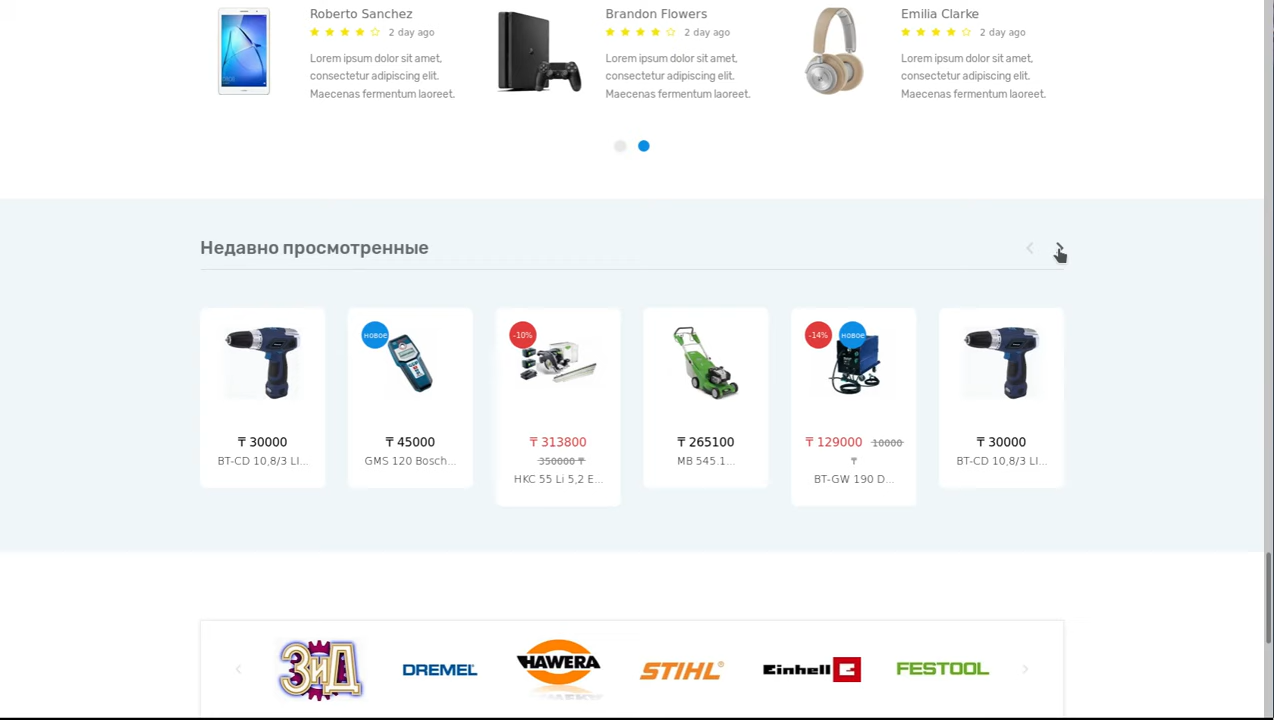 Roberto Sanchez
2 day ago
Lorem ipsum dolor sit amet,
consectetur adipiscing elit.
Maecenas fermentum laoreet.
Brandon Flowers
2 day ago
Lorem ipsum dolor sit amet,
consectetur adipiscing elit.
Maecenas fermentum laoreet.
Emilia Clarke
2 day ago
Lorem ipsum dolor sit amet,
consectetur adipiscing elit.
Maecenas fermentum laoreet.
Недавно просмотренные
₸ 30000
BT-CD 10,8/3 LI...
новое
₸ 45000
GMS 120 Bosch...
-10%
₸ 313800
350000 ₸
HKC 55 Li 5,2 E...
₸ 265100
MB 545.1...
-14%
новое
₸ 129000 10000
₸
BT-GW 190 D...
₸ 30000
BT-CD 10,8/3 LI...
ЗиД
DREMEL
HAWERA
STIHL®
Einhell
FESTOOL